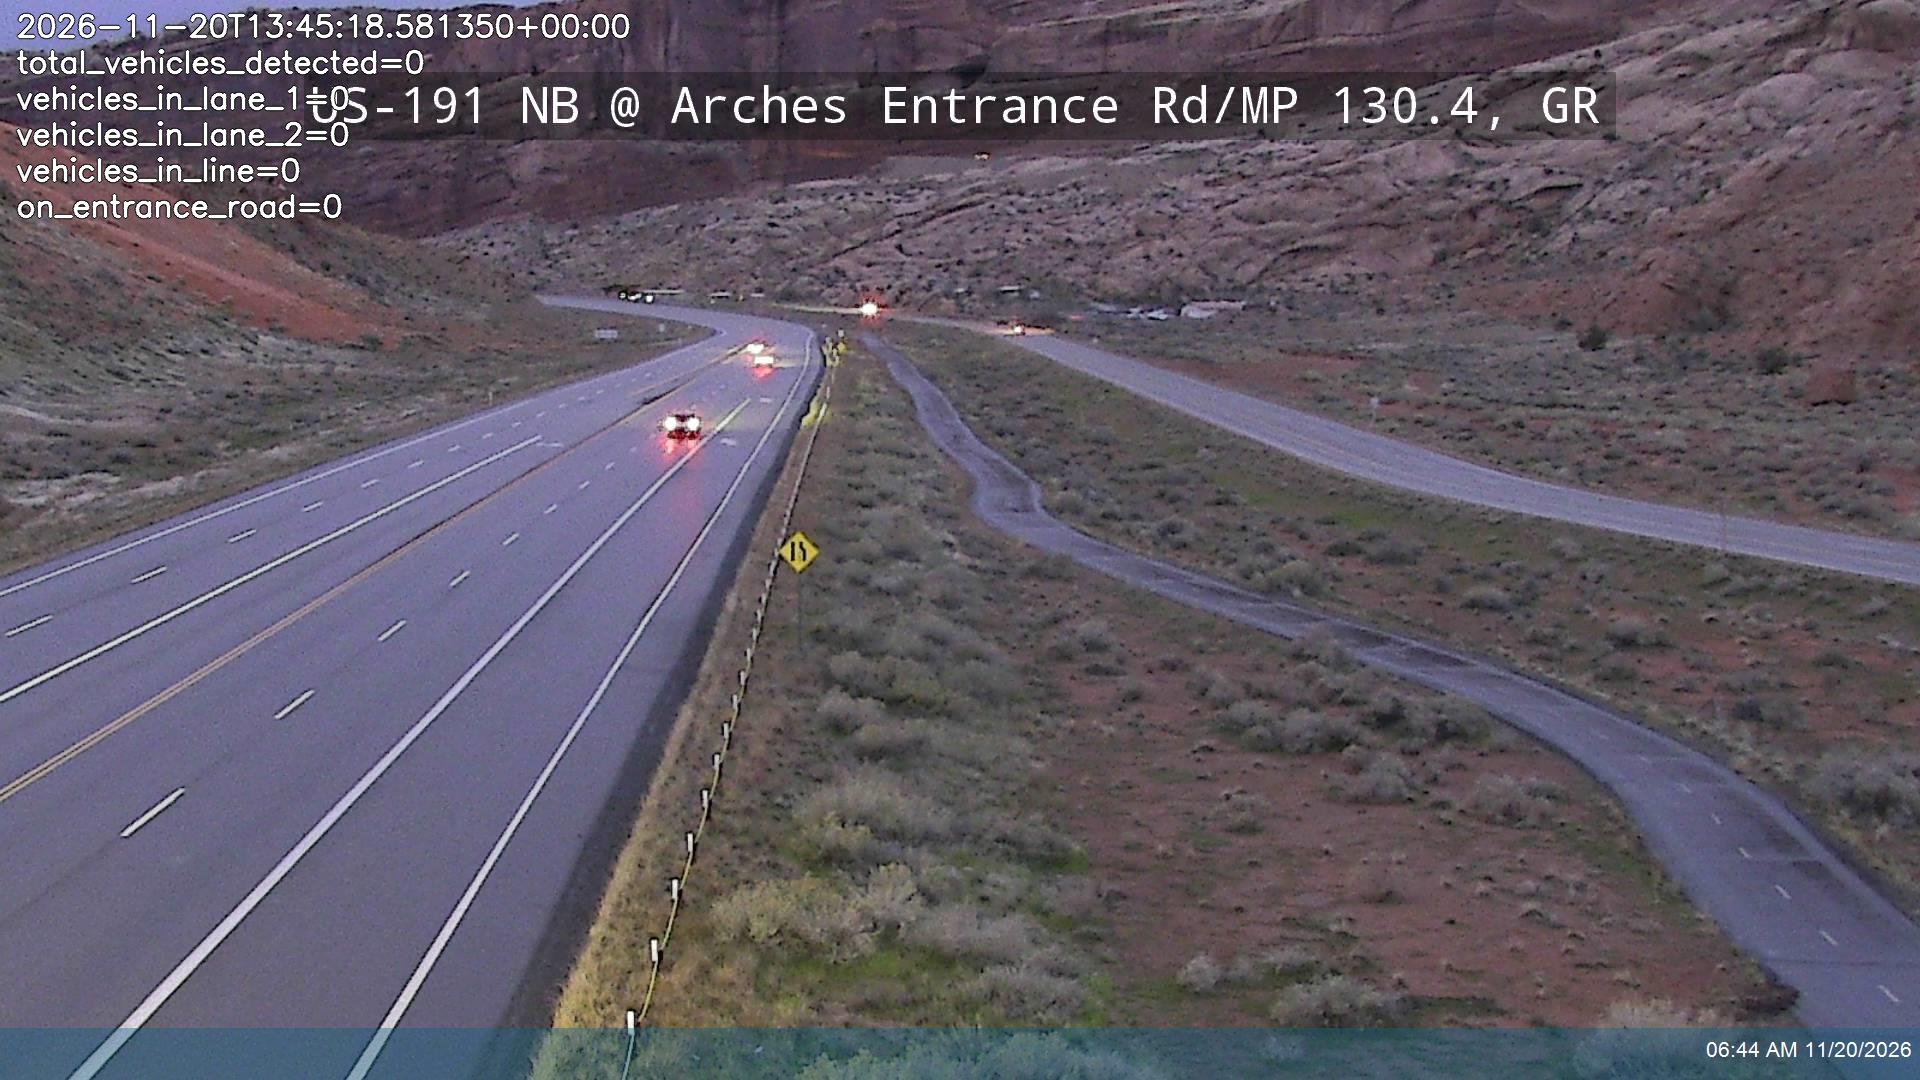 2026-11-20T13:45:18.581350+00:00
total_vehicles_detected=0
vehicles_in_lane_1=0
US-191 NB @ Arches Entrance Rd/MP 130.4, GR
vehicles_in_lane_2=0
vehicles_in_line=0
on_entrance_road=0
06:44 AM 11/20/2026